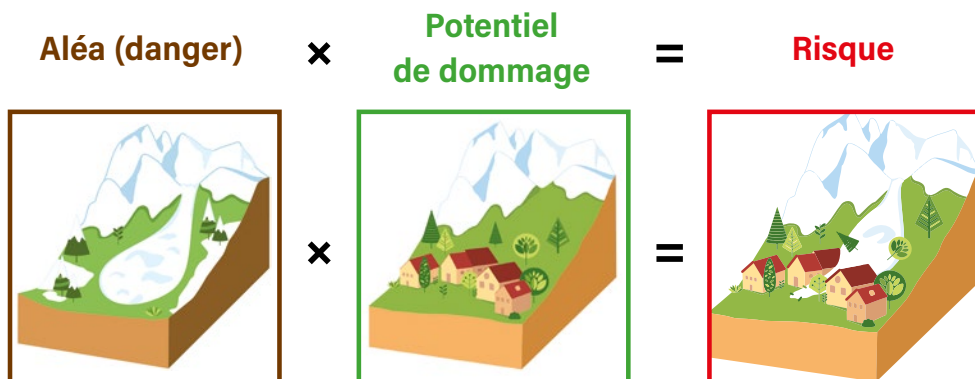 Aléa (danger) × Potentiel de dommage = Risque
× =